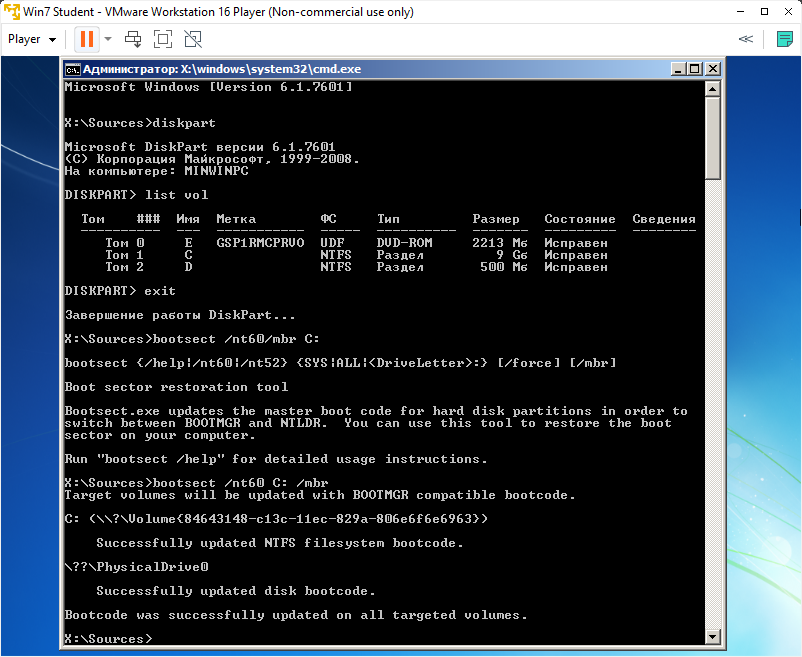 Win7 Student - VMware Workstation 16 Player (Non-commercial use only)
Player
Администратор: X:\windows\system32\cmd.exe
Microsoft Windows [Version 6.1.7601]
X:\Sources>diskpart
Microsoft DiskPart версии 6.1.7601
(C) Корпорация Майкрософт, 1999-2008.
На компьютере: MINWINPC
DISKPART> list vol
Том ### Имя Метка ФС Тип Размер Состояние Сведения
---------- --- ----------- ----- ---------- ------- --------- --------
Том 0 E GSP1RMCPRVO UDF DVD-ROM 2213 Мб Исправен
Том 1 C NTFS Раздел 9 Gб Исправен
Том 2 D NTFS Раздел 500 Мб Исправен
DISKPART> exit
Завершение работы DiskPart...
X:\Sources>bootsect /nt60/mbr C:
bootsect {/help|/nt60|/nt52} {SYS|ALL|<DriveLetter>:} [/force] [/mbr]
Boot sector restoration tool
Bootsect.exe updates the master boot code for hard disk partitions in order to
switch between BOOTMGR and NTLDR.  You can use this tool to restore the boot
sector on your computer.
Run "bootsect /help" for detailed usage instructions.
X:\Sources>bootsect /nt60 C: /mbr
Target volumes will be updated with BOOTMGR compatible bootcode.
C: (\\?\Volume{84643148-c13c-11ec-829a-806e6f6e6963})
Successfully updated NTFS filesystem bootcode.
\??\PhysicalDrive0
Successfully updated disk bootcode.
Bootcode was successfully updated on all targeted volumes.
X:\Sources>